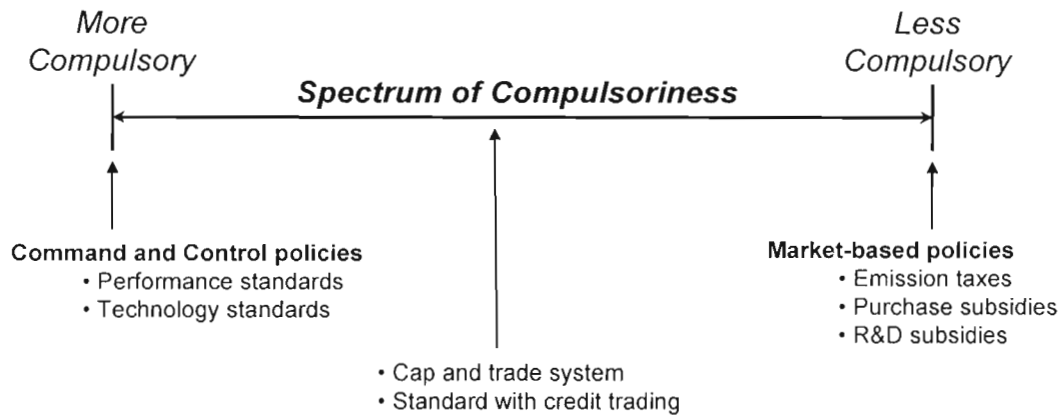 More
Compulsory
Less
Compulsory
Spectrum of Compulsoriness
Command and Control policies
• Performance standards
• Technology standards
Market-based policies
• Emission taxes
• Purchase subsidies
• R&D subsidies
• Cap and trade system
• Standard with credit trading